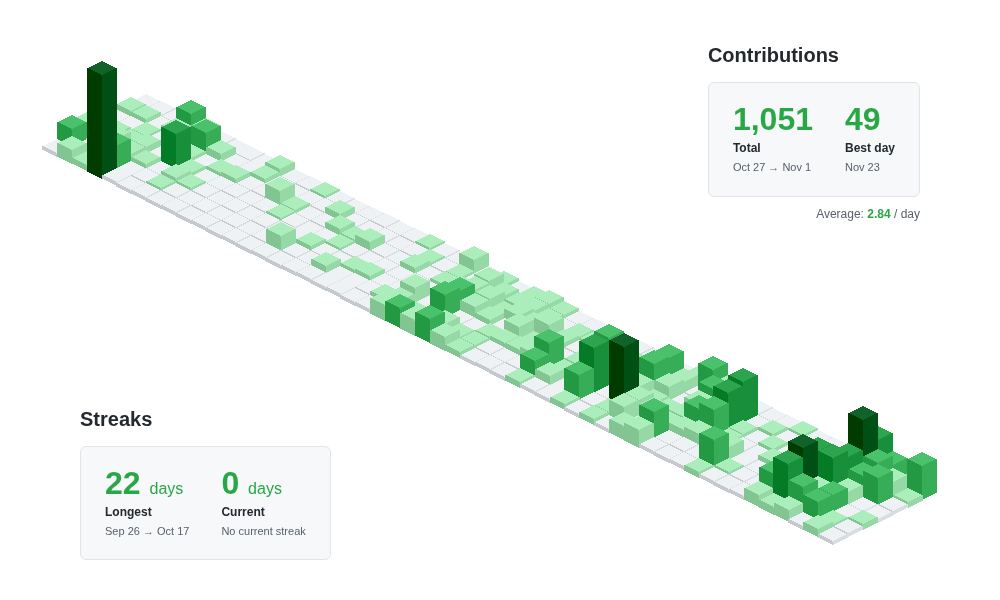 Contributions
1,051 49
Total Best day
Oct 27 → Nov 1 Nov 23
Average: 2.84 / day
Streaks
22 days 0 days
Longest Current
Sep 26 → Oct 17 No current streak